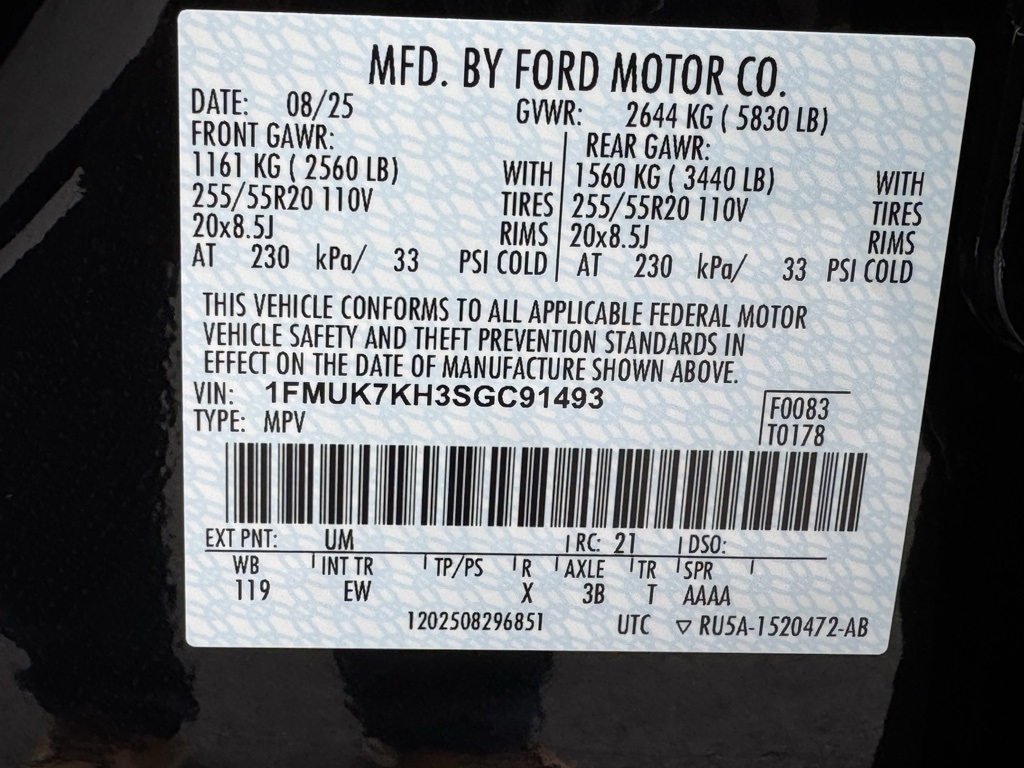 MFD. BY FORD MOTOR CO.
DATE: 08/25 GVWR: 2644 KG ( 5830 LB)
FRONT GAWR: REAR GAWR:
1161 KG ( 2560 LB) WITH 1560 KG ( 3440 LB) WITH
255/55R20 110V TIRES 255/55R20 110V TIRES
20x8.5J RIMS 20x8.5J RIMS
AT 230 kPa/ 33 PSI COLD AT 230 kPa/ 33 PSI COLD
THIS VEHICLE CONFORMS TO ALL APPLICABLE FEDERAL MOTOR
VEHICLE SAFETY AND THEFT PREVENTION STANDARDS IN
EFFECT ON THE DATE OF MANUFACTURE SHOWN ABOVE.
VIN: 1FMUK7KH3SGC91493
F0083
TYPE: MPV
T0178
EXT PNT: UM RC: 21 DSO:
WB INT TR TP/PS R AXLE TR SPR
119 EW X 3B T AAAA
1202508296851 UTC ▽ RU5A-1520472-AB